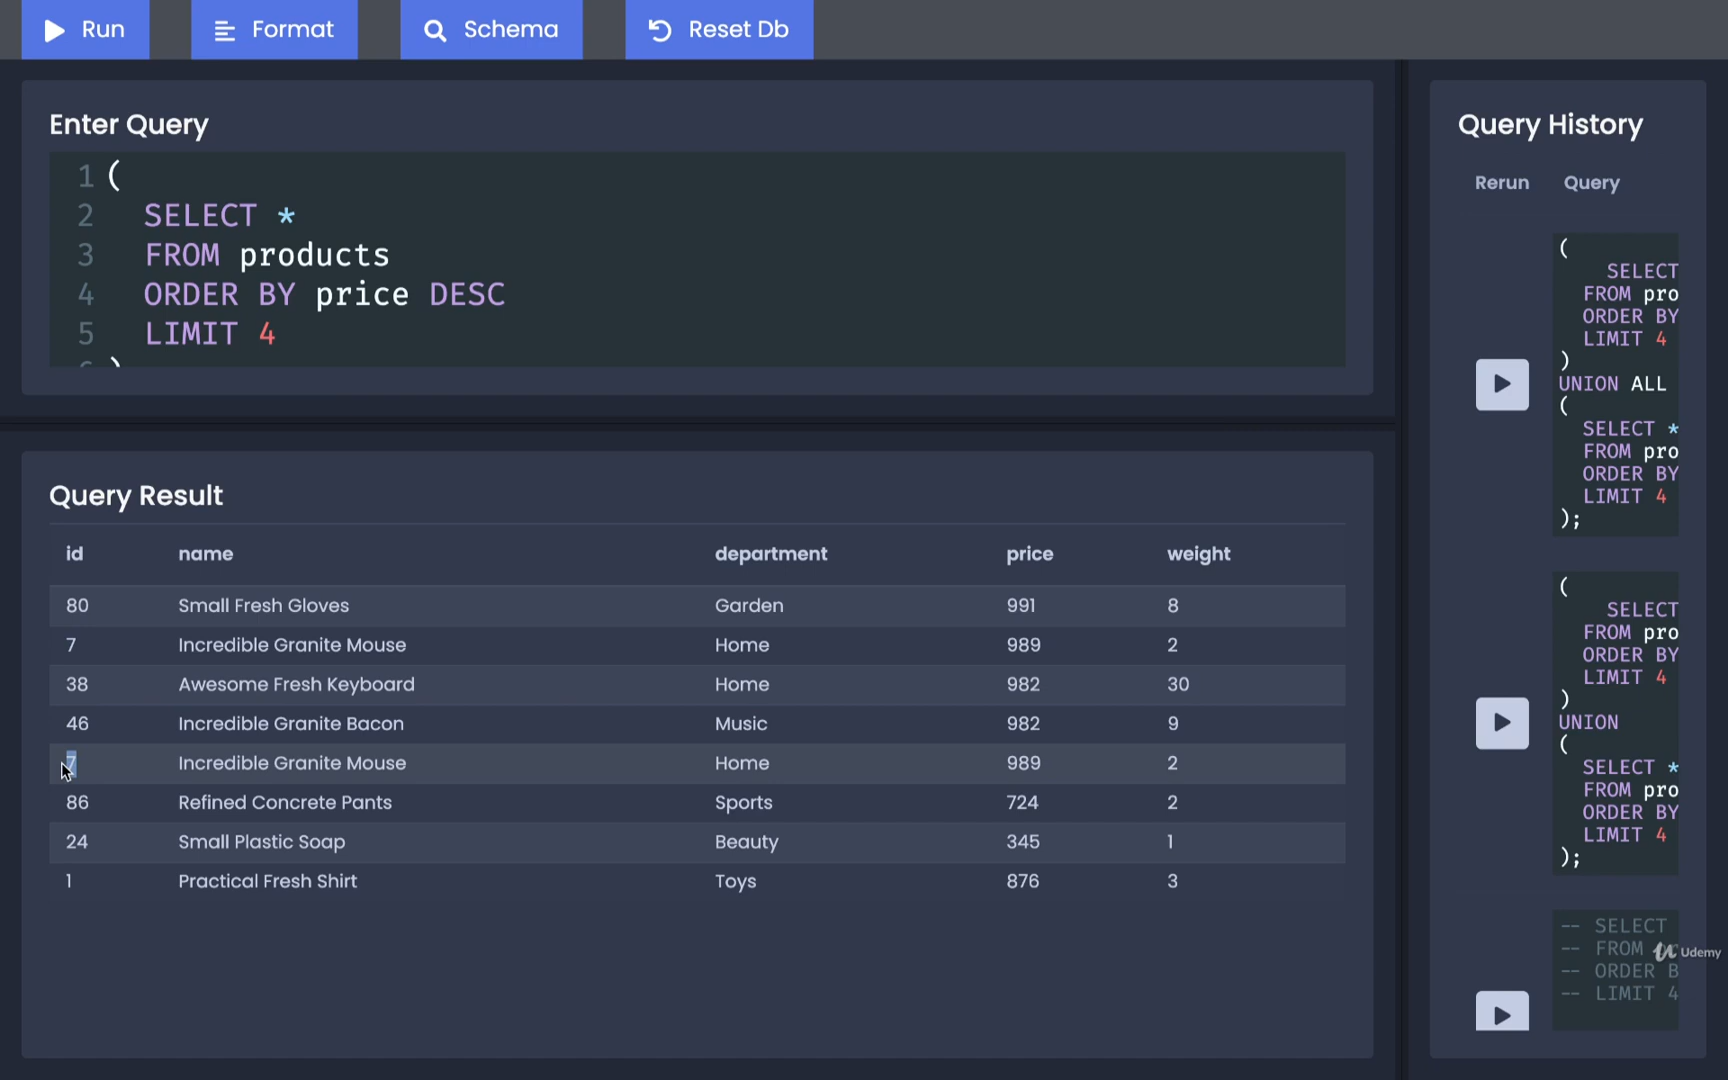 Run
Format
Schema
Reset Db
Enter Query
1 (
2 SELECT *
3 FROM products
4 ORDER BY price DESC
5 LIMIT 4
)
Query Result
id name department price weight
80 Small Fresh Gloves Garden 991 8
7 Incredible Granite Mouse Home 989 2
38 Awesome Fresh Keyboard Home 982 30
46 Incredible Granite Bacon Music 982 9
7 Incredible Granite Mouse Home 989 2
86 Refined Concrete Pants Sports 724 2
24 Small Plastic Soap Beauty 345 1
1 Practical Fresh Shirt Toys 876 3
Query History
Rerun Query
(
SELECT
FROM pro
ORDER BY
LIMIT 4
)
UNION ALL
(
SELECT *
FROM pro
ORDER BY
LIMIT 4
);
(
SELECT
FROM pro
ORDER BY
LIMIT 4
)
UNION
(
SELECT *
FROM pro
ORDER BY
LIMIT 4
);
-- SELECT
-- FROM
-- ORDER B
-- LIMIT 4
Udemy